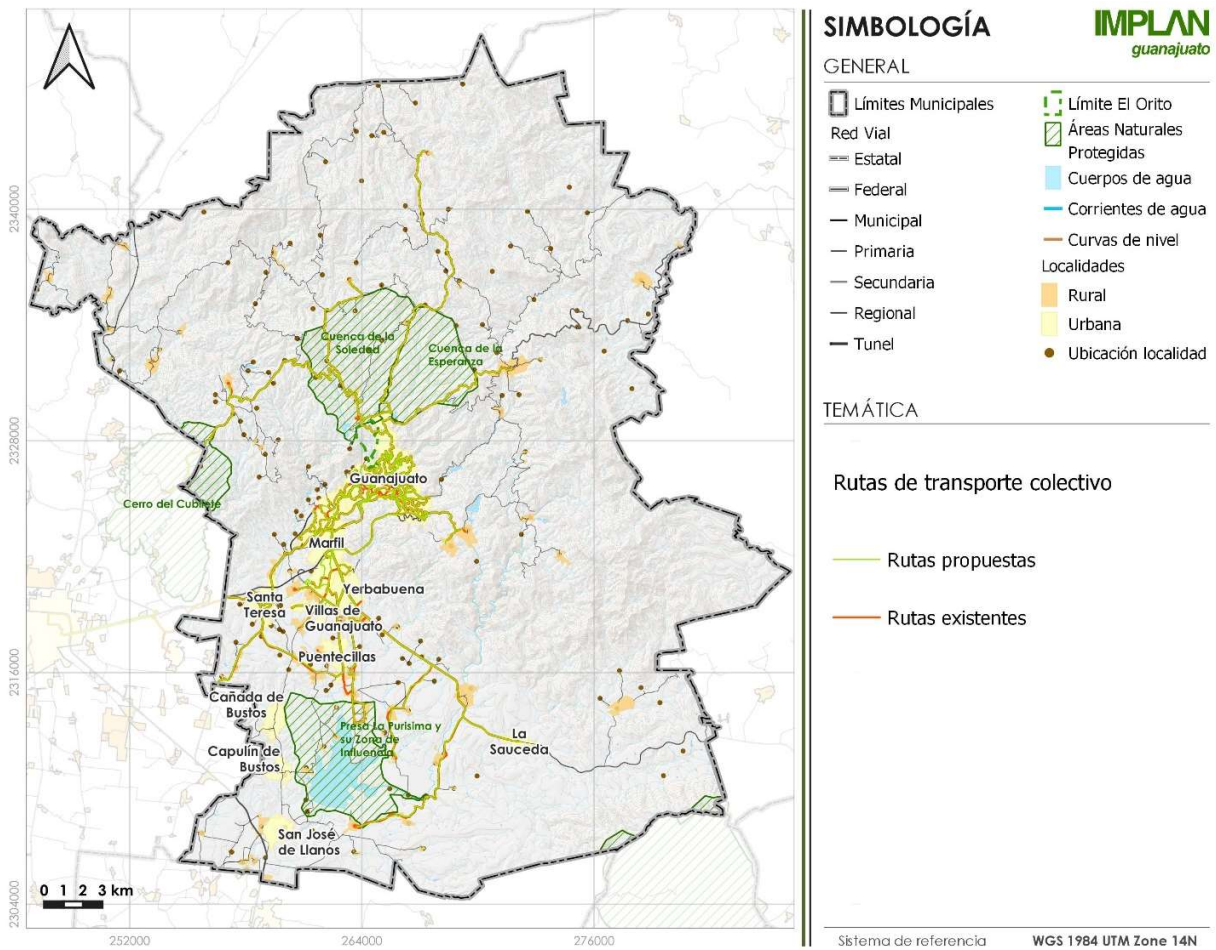 2340000
2328000
2316000
2304000
252000
264000
276000
Cuenca de la
Soledad
Cuenca de la
Esperanza
Guanajuato
Cerro del Cubilete
Marfil
Yerbabuena
Santa
Teresa
Villas de
Guanajuato
Puentecillas
Cañada de
Bustos
Presa La Purisima y
su Zona de
Influencia
La
Sauceda
Capulín de
Bustos
San José
de Llanos
0 1 2 3 km
SIMBOLOGÍA
IMPLAN
guanajuato
GENERAL
Límites Municipales
Red Vial
Estatal
Federal
Municipal
Primaria
Secundaria
Regional
Tunel
Límite El Orito
Áreas Naturales
Protegidas
Cuerpos de agua
Corrientes de agua
Curvas de nivel
Localidades
Rural
Urbana
Ubicación localidad
TEMÁTICA
Rutas de transporte colectivo
Rutas propuestas
Rutas existentes
Sistema de referencia WGS 1984 UTM Zone 14N